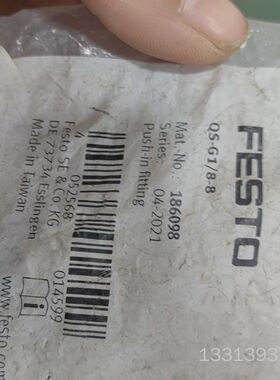 FESTO
QS-G1/8-8
Mat.-No.: 186098
Series: 04-2021
Push-in fitting
4 052568 014599
Festo SE & Co. KG
DE 73734 Esslingen
Made in Taiwan
www.festo.
1331393